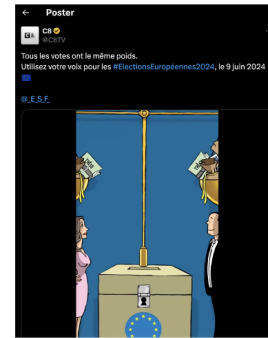 Poster
C8
@C8TV
Tous les votes ont le même poids.
Utilisez votre voix pour les #ElectionsEuropéennes2024, le 9 juin 2024
@_E_S_F_